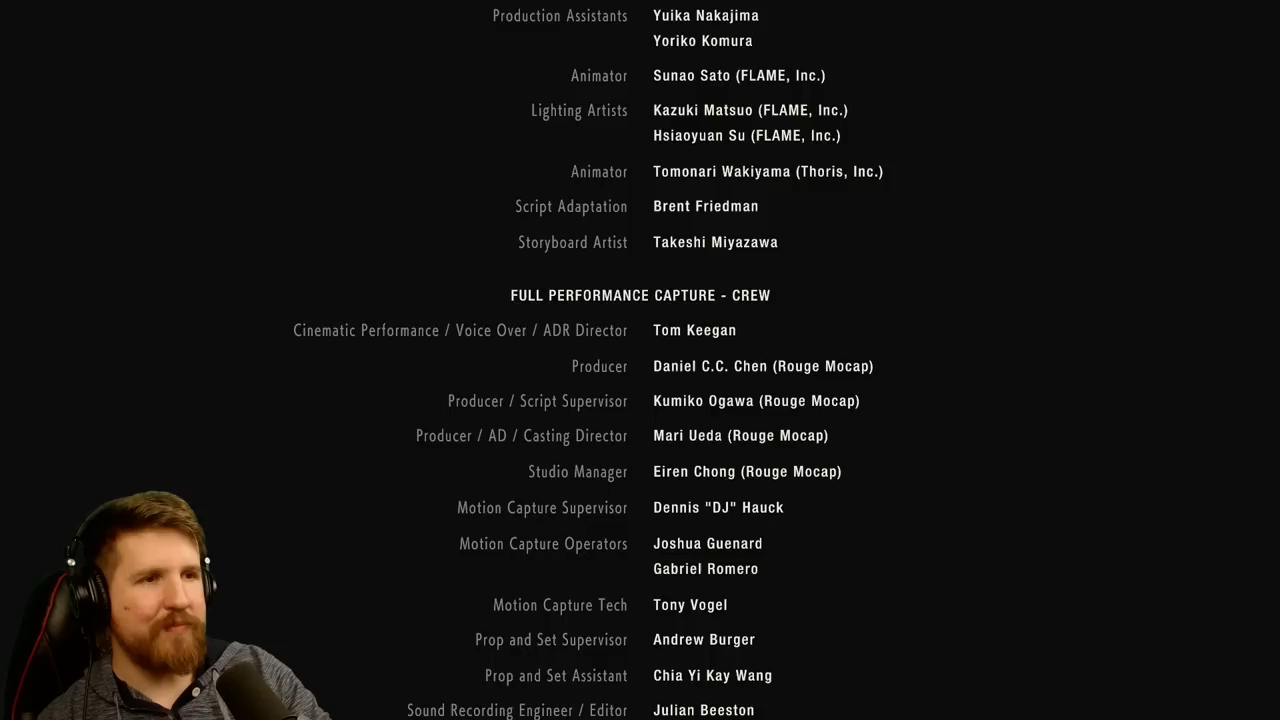 Production Assistants Yuika Nakajima
Yoriko Komura
Animator Sunao Sato (FLAME, Inc.)
Lighting Artists Kazuki Matsuo (FLAME, Inc.)
Hsiaoyuan Su (FLAME, Inc.)
Animator Tomonari Wakiyama (Thoris, Inc.)
Script Adaptation Brent Friedman
Storyboard Artist Takeshi Miyazawa
FULL PERFORMANCE CAPTURE - CREW
Cinematic Performance / Voice Over / ADR Director Tom Keegan
Producer Daniel C.C. Chen (Rouge Mocap)
Producer / Script Supervisor Kumiko Ogawa (Rouge Mocap)
Producer / AD / Casting Director Mari Ueda (Rouge Mocap)
Studio Manager Eiren Chong (Rouge Mocap)
Motion Capture Supervisor Dennis "DJ" Hauck
Motion Capture Operators Joshua Guenard
Gabriel Romero
Motion Capture Tech Tony Vogel
Prop and Set Supervisor Andrew Burger
Prop and Set Assistant Chia Yi Kay Wang
Sound Recording Engineer / Editor Julian Beeston